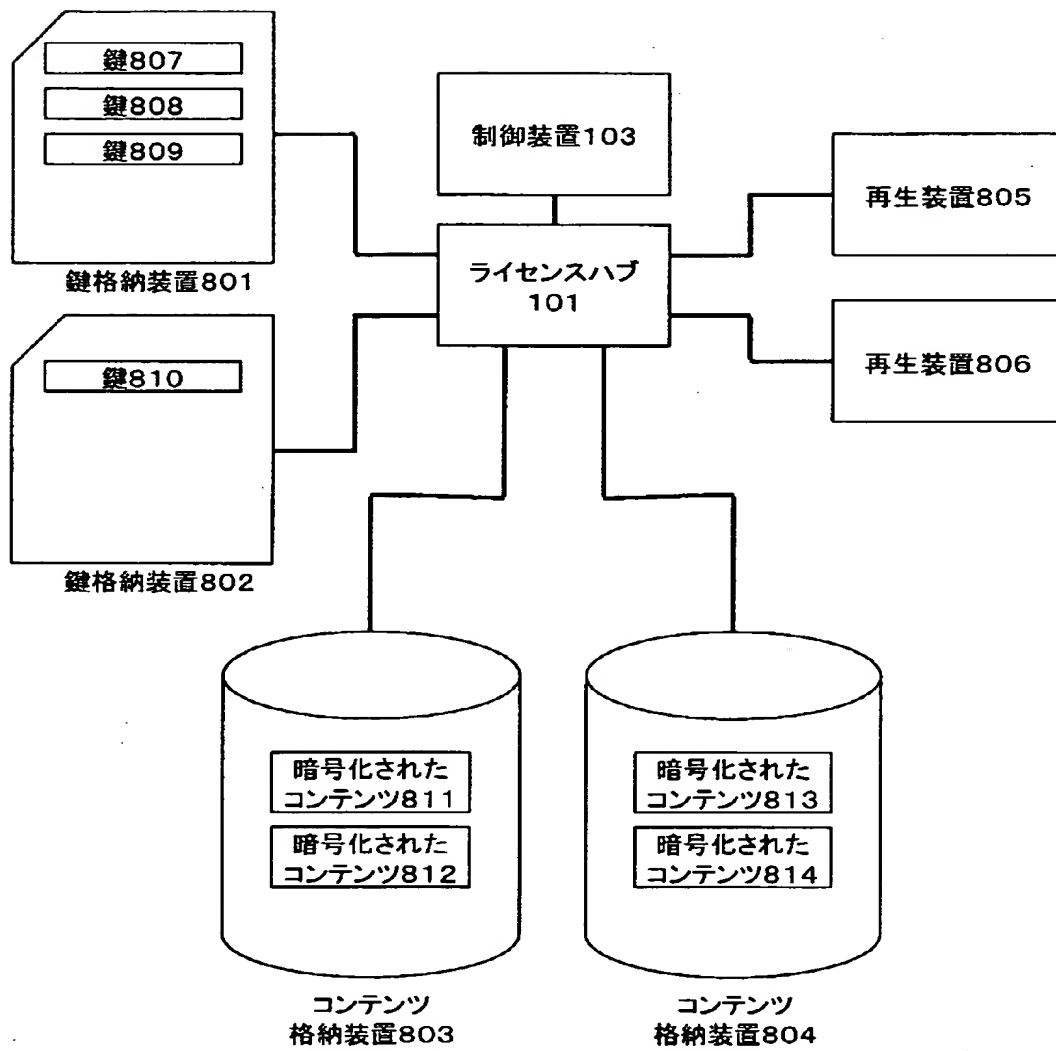 鍵807
鍵808
鍵809
鍵格納装置801
鍵810
鍵格納装置802
制御装置103
ライセンスハブ
101
再生装置805
再生装置806
暗号化された
コンテンツ811
暗号化された
コンテンツ812
コンテンツ
格納装置803
暗号化された
コンテンツ813
暗号化された
コンテンツ814
コンテンツ
格納装置804